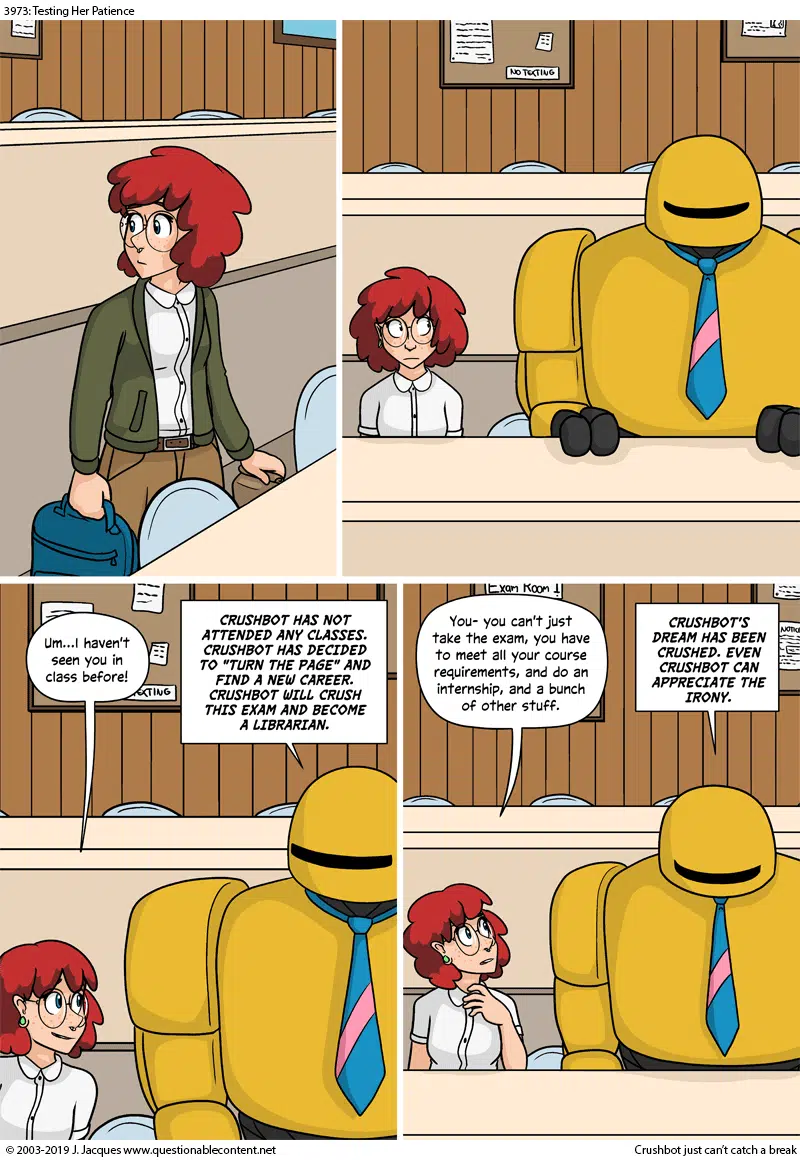 3973: Testing Her Patience
NO TEXTING
Um...I haven't
seen you in
class before!
EXTING
CRUSHBOT HAS NOT
ATTENDED ANY CLASSES.
CRUSHBOT HAS DECIDED
TO "TURN THE PAGE" AND
FIND A NEW CAREER.
CRUSHBOT WILL CRUSH
THIS EXAM AND BECOME
A LIBRARIAN.
Exam Room 1
You- you can't just
take the exam, you have
to meet all your course
requirements, and do an
internship, and a bunch
of other stuff.
NOTIC
CRUSHBOT'S
DREAM HAS BEEN
CRUSHED. EVEN
CRUSHBOT CAN
APPRECIATE THE
IRONY.
© 2003-2019 J. Jacques www.questionablecontent.net
Crushbot just can't catch a break